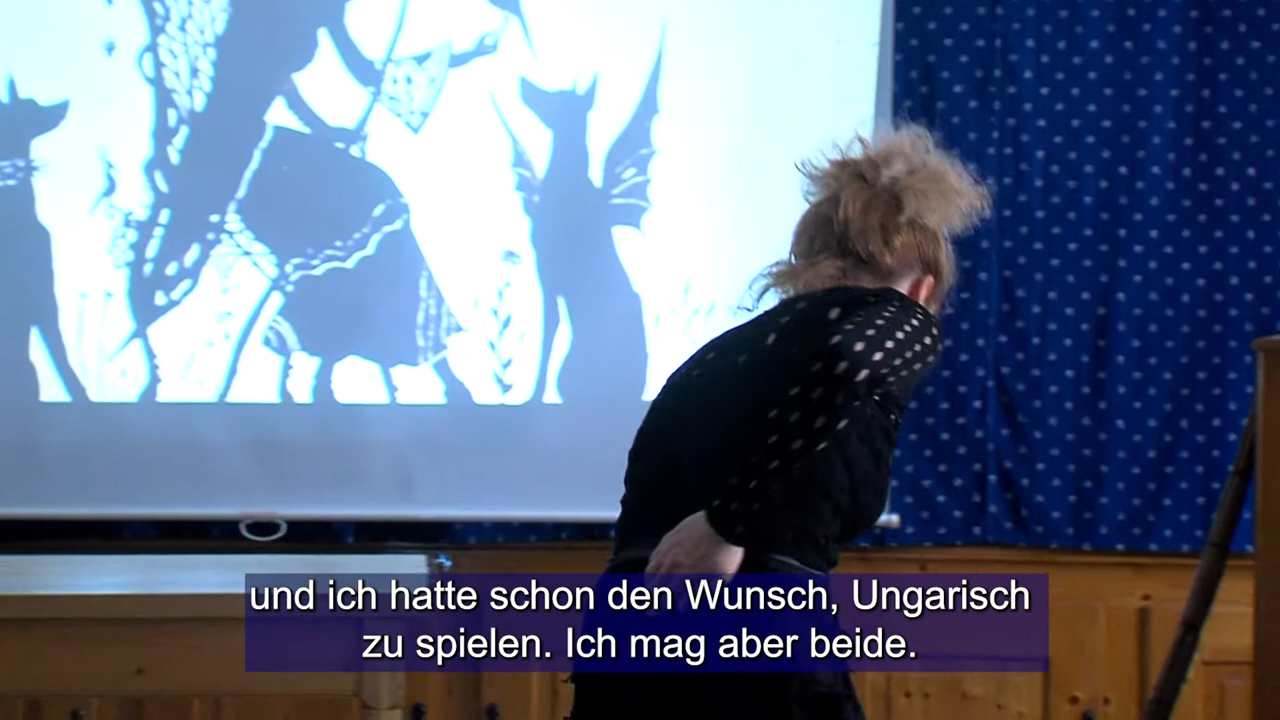 und ich hatte schon den Wunsch, Ungarisch
zu spielen. Ich mag aber beide.